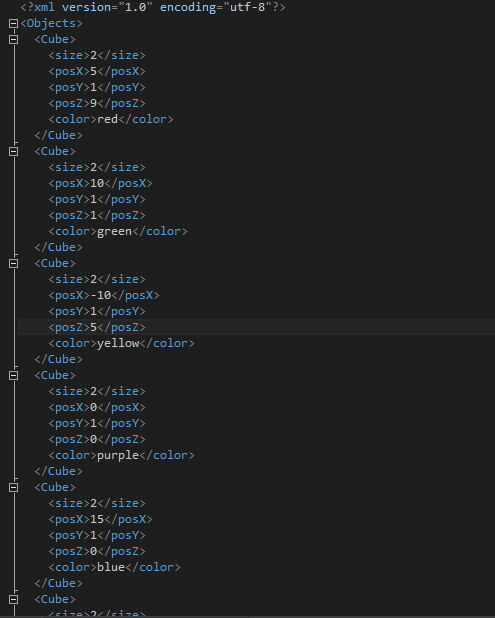 <?xml version="1.0" encoding="utf-8"?>
<Objects>
<Cube>
<size>2</size>
<posX>5</posX>
<posY>1</posY>
<posZ>9</posZ>
<color>red</color>
</Cube>
<Cube>
<size>2</size>
<posX>10</posX>
<posY>1</posY>
<posZ>1</posZ>
<color>green</color>
</Cube>
<Cube>
<size>2</size>
<posX>-10</posX>
<posY>1</posY>
<posZ>5</posZ>
<color>yellow</color>
</Cube>
<Cube>
<size>2</size>
<posX>0</posX>
<posY>1</posY>
<posZ>0</posZ>
<color>purple</color>
</Cube>
<Cube>
<size>2</size>
<posX>15</posX>
<posY>1</posY>
<posZ>0</posZ>
<color>blue</color>
</Cube>
<Cube>
<size>2</size>